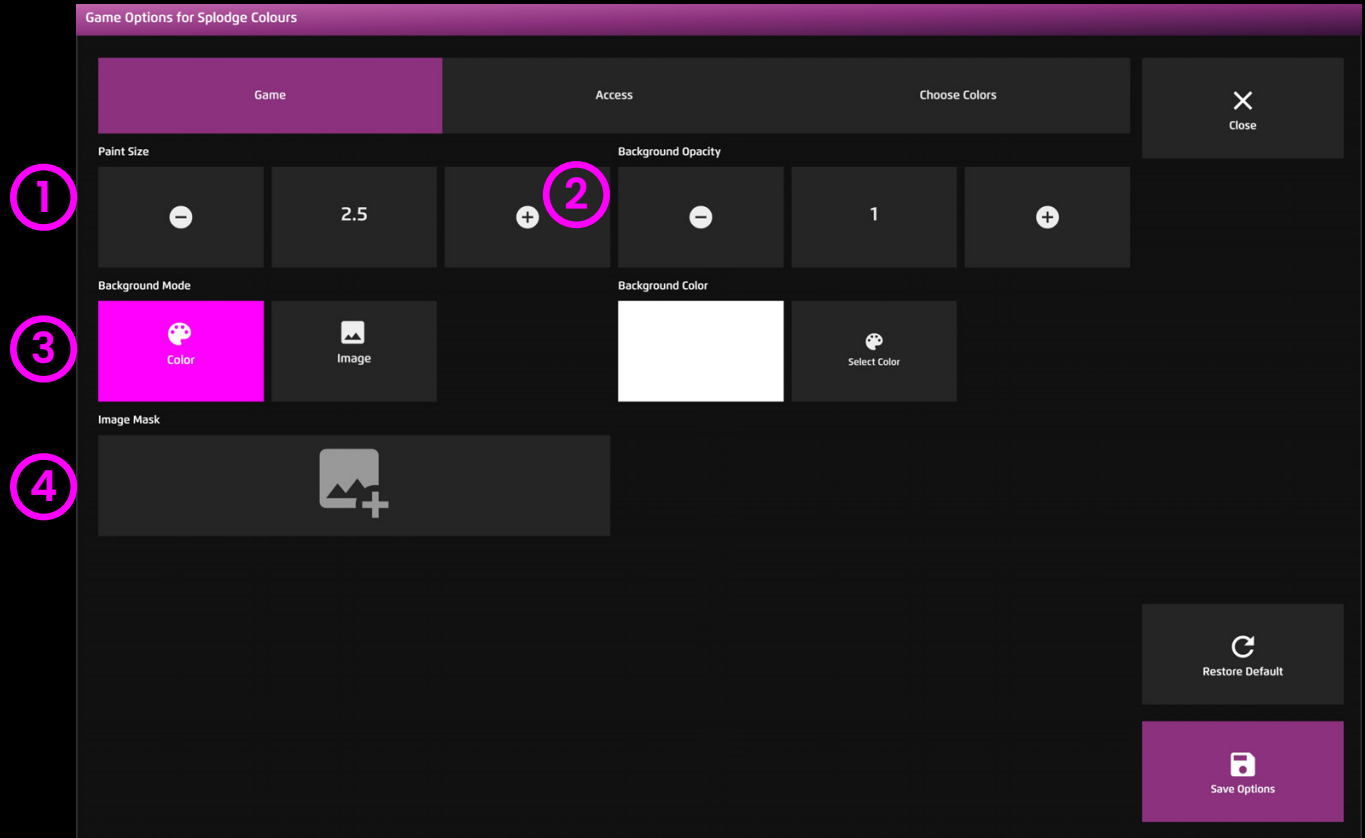 Game Options for Splodge Colours
Game
Access
Choose Colors
Close
Paint Size
Background Opacity
1
2.5
2
1
Background Mode
Background Color
3
Color
Image
Select Color
Image Mask
4
Restore Default
Save Options